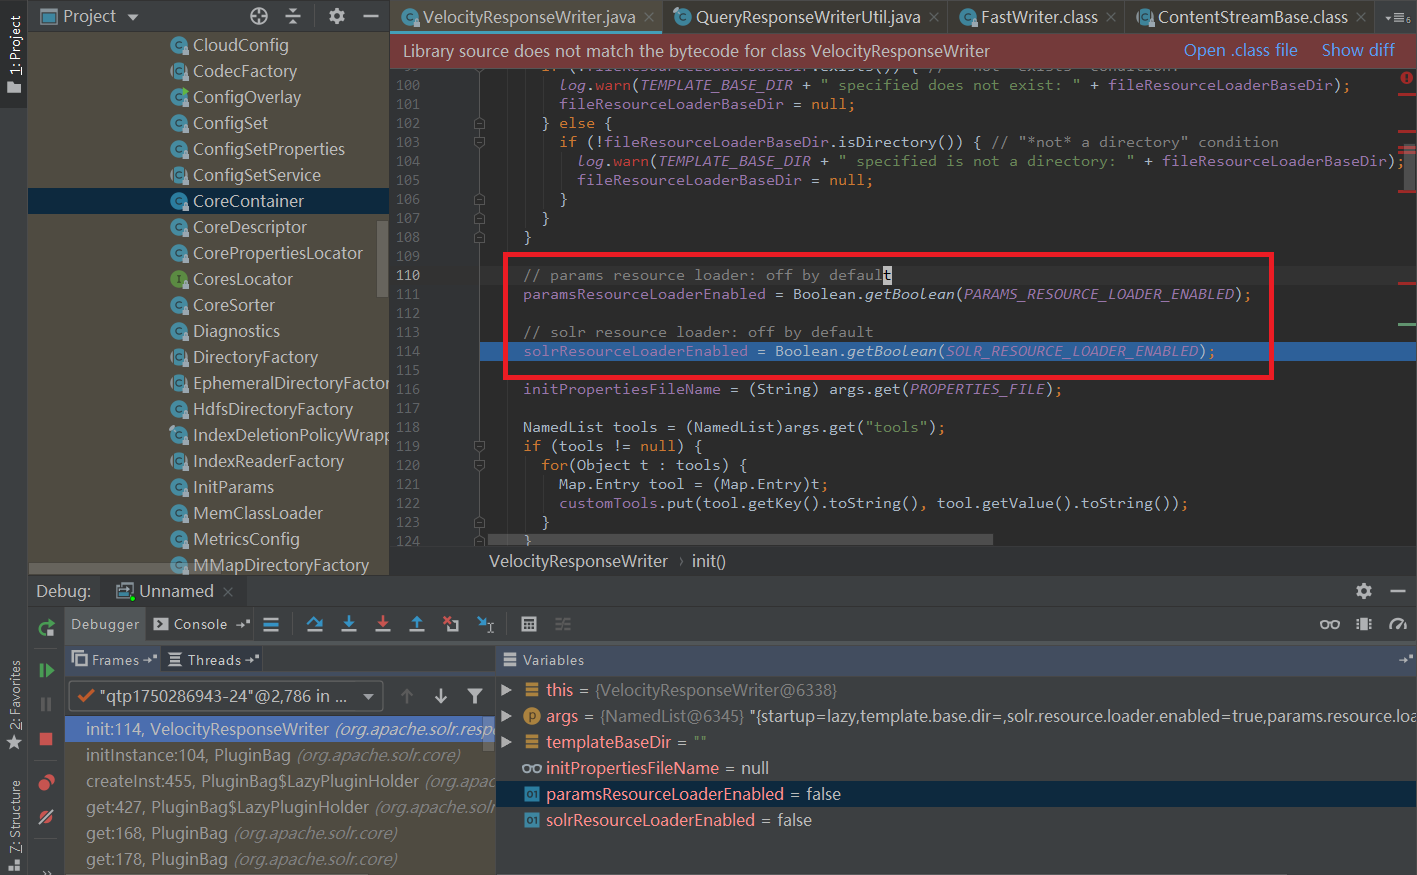 1: Project
2: Favorites
Z: Structure
Project
CloudConfig
CodecFactory
ConfigOverlay
ConfigSet
ConfigSetProperties
ConfigSetService
CoreContainer
CoreDescriptor
CorePropertiesLocator
CoresLocator
CoreSorter
Diagnostics
DirectoryFactory
EphemeralDirectoryFactor
HdfsDirectoryFactory
IndexDeletionPolicyWrapp
IndexReaderFactory
InitParams
MemClassLoader
MetricsConfig
MMapDirectoryFactory
VelocityResponseWriter.java
QueryResponseWriterUtil.java
FastWriter.class
ContentStreamBase.class
6
Library source does not match the bytecode for class VelocityResponseWriter
Open .class file
Show diff
100 log.warn(TEMPLATE_BASE_DIR + " specified does not exist: " + fileResourceLoaderBaseDir);
101 fileResourceLoaderBaseDir = null;
102 } else {
103 if (!fileResourceLoaderBaseDir.isDirectory()) { // "*not* a directory" condition
104 log.warn(TEMPLATE_BASE_DIR + " specified is not a directory: " + fileResourceLoaderBaseDir);
105 fileResourceLoaderBaseDir = null;
106 }
107 }
108 }
109
110 // params resource loader: off by default
111 paramsResourceLoaderEnabled = Boolean.getBoolean(PARAMS_RESOURCE_LOADER_ENABLED);
112
113 // solr resource loader: off by default
114 solrResourceLoaderEnabled = Boolean.getBoolean(SOLR_RESOURCE_LOADER_ENABLED);
115
116 initPropertiesFileName = (String) args.get(PROPERTIES_FILE);
117
118 NamedList tools = (NamedList)args.get("tools");
119 if (tools != null) {
120 for(Object t : tools) {
121 Map.Entry tool = (Map.Entry)t;
122 customTools.put(tool.getKey().toString(), tool.getValue().toString());
123 }
124 }
VelocityResponseWriter › init()
Debug: Unnamed
Debugger
Console
Frames
Threads
"qtp1750286943-24"@2,786 in ...
init:114, VelocityResponseWriter (org.apache.solr.resp
initInstance:104, PluginBag (org.apache.solr.core)
createInst:455, PluginBag$LazyPluginHolder (org.apac
get:427, PluginBag$LazyPluginHolder (org.apache.solr
get:168, PluginBag (org.apache.solr.core)
get:178, PluginBag (org.apache.solr.core)
Variables
this = {VelocityResponseWriter@6338}
args = {NamedList@6345} "{startup=lazy,template.base.dir=,solr.resource.loader.enabled=true,params.resource.loa
templateBaseDir = ""
initPropertiesFileName = null
paramsResourceLoaderEnabled = false
solrResourceLoaderEnabled = false